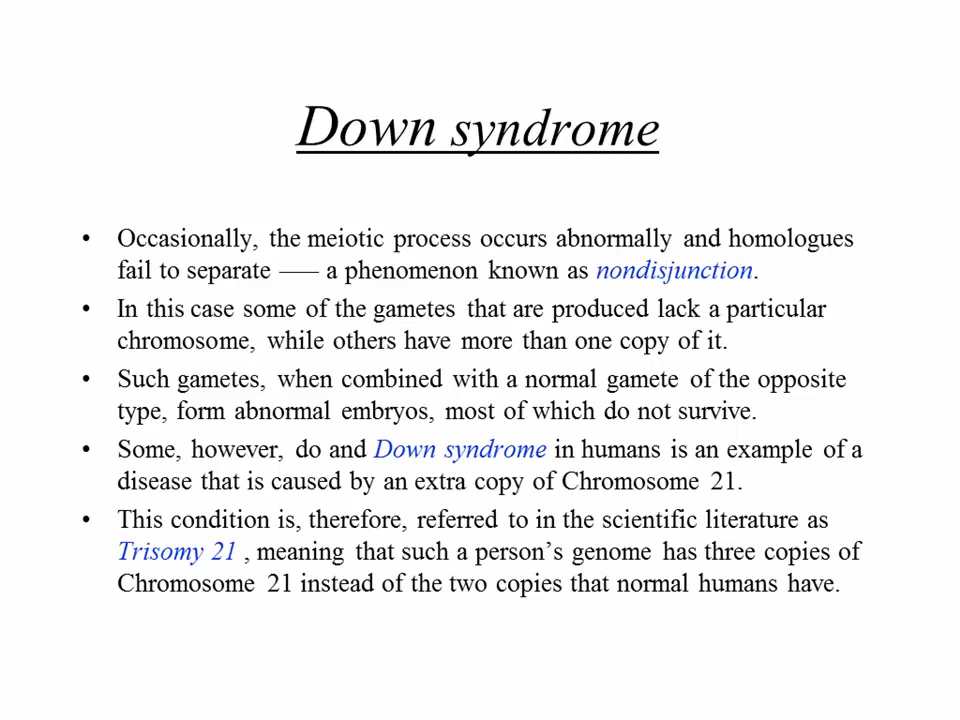 Down syndrome
• Occasionally, the meiotic process occurs abnormally and homologues
fail to separate —— a phenomenon known as nondisjunction.
• In this case some of the gametes that are produced lack a particular
chromosome, while others have more than one copy of it.
• Such gametes, when combined with a normal gamete of the opposite
type, form abnormal embryos, most of which do not survive.
• Some, however, do and Down syndrome in humans is an example of a
disease that is caused by an extra copy of Chromosome 21.
• This condition is, therefore, referred to in the scientific literature as
Trisomy 21 , meaning that such a person’s genome has three copies of
Chromosome 21 instead of the two copies that normal humans have.